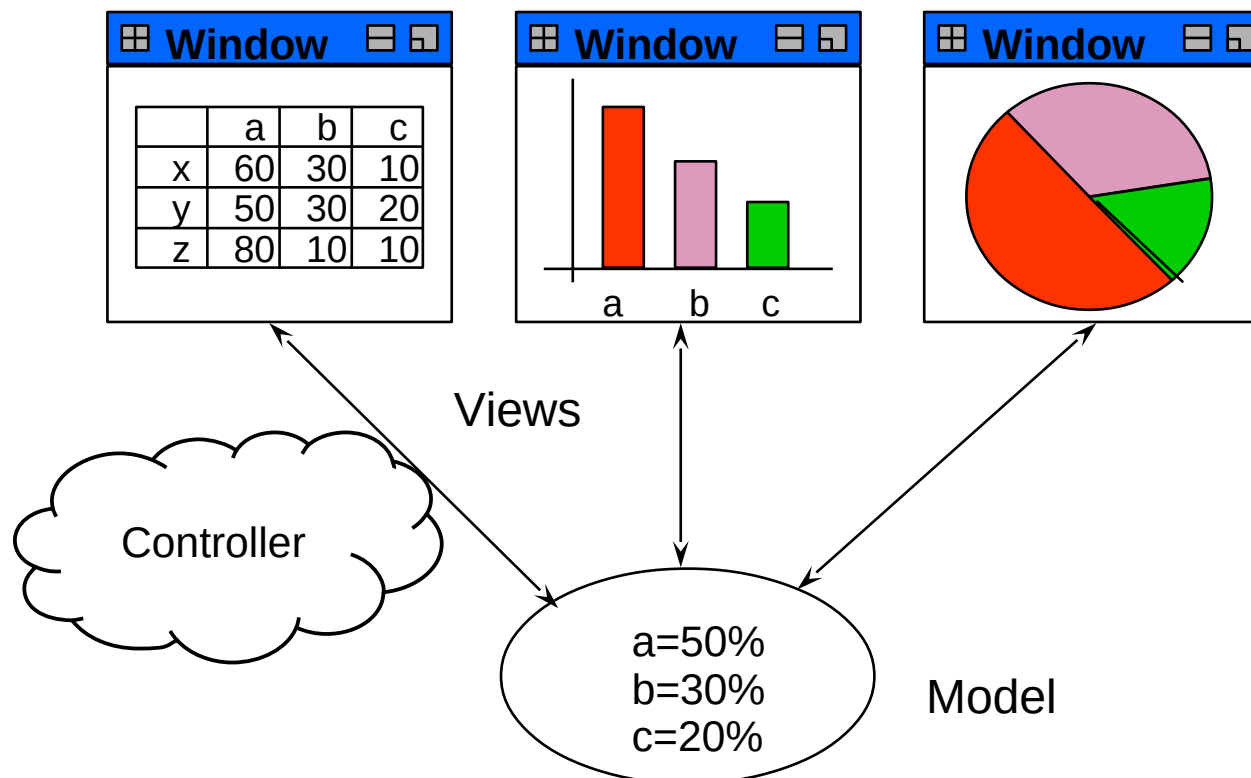 Window
Window
Window
a b c
x 60 30 10
y 50 30 20
z 80 10 10
a b c
Views
Controller
a=50%
b=30%
c=20%
Model